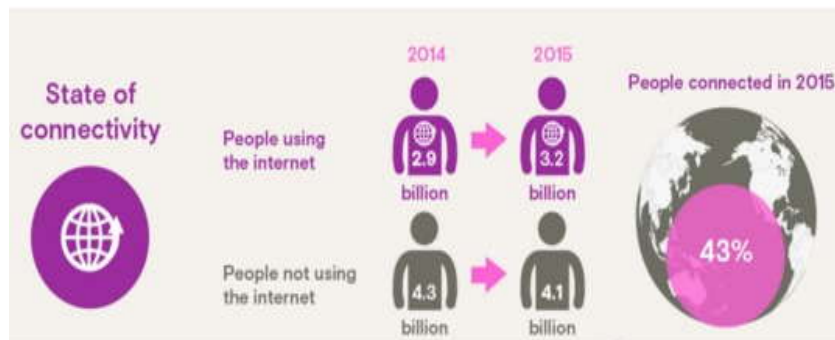 State of
connectivity
2014
2015
People using
the internet
2.9
billion
3.2
billion
People not using
the internet
4.3
billion
4.1
billion
People connected in 2015
43%